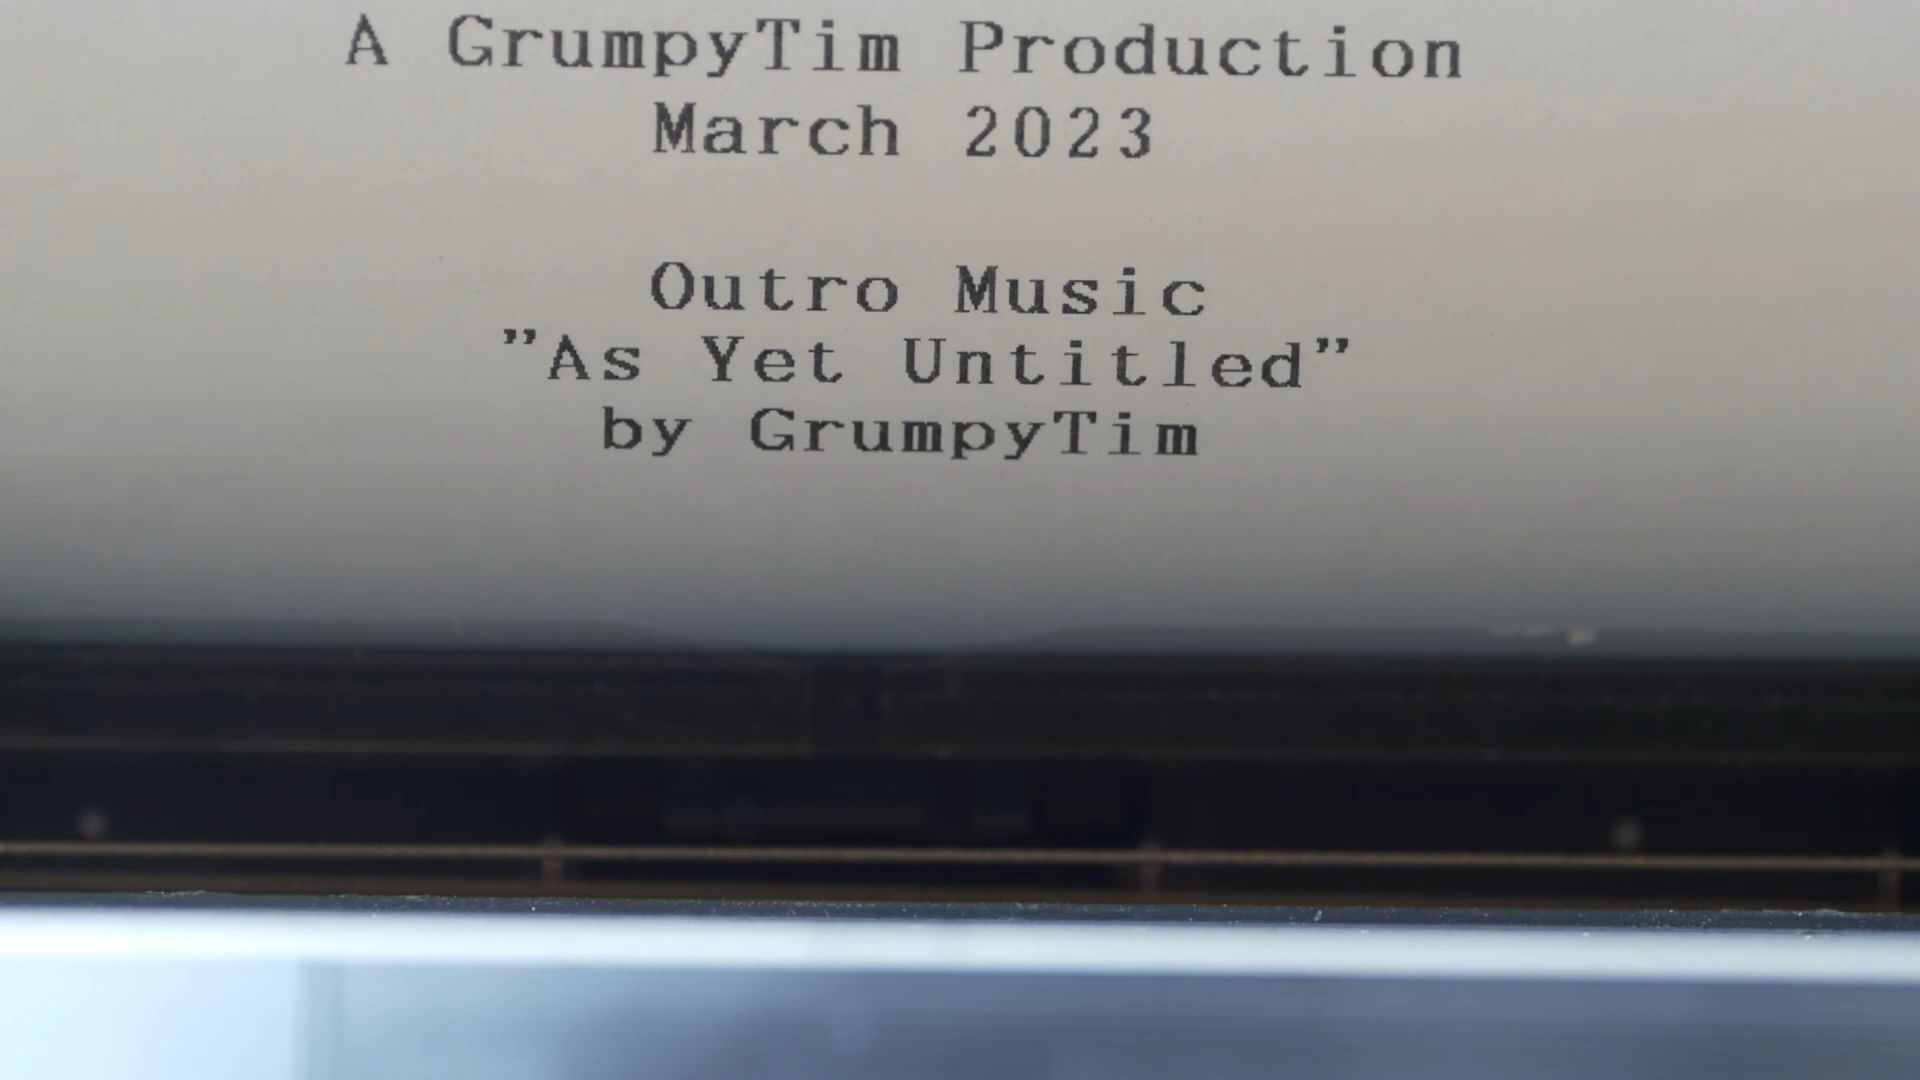 A GrumpyTim Production
March 2023
Outro Music
"As Yet Untitled"
by GrumpyTim